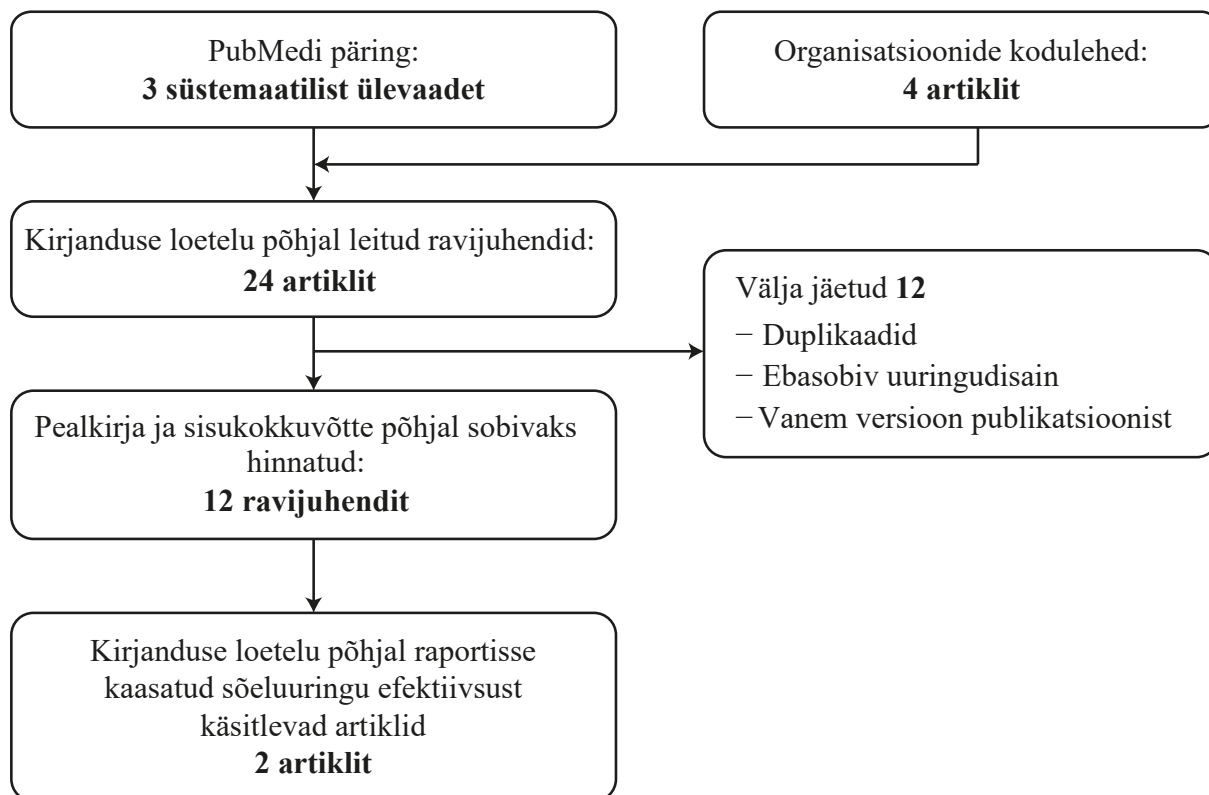 PubMedi päring:
3 süstemaatilist ülevaadet
Organisatsioonide kodulehed:
4 artiklit
Kirjanduse loetelu põhjal leitud ravijuhendid:
24 artiklit
Välja jäetud 12
– Duplikaadid
– Ebasobiv uuringudisain
– Vanem versioon publikatsioonist
Pealkirja ja sisukokkuvõtte põhjal sobivaks
hinnatud:
12 ravijuhendit
Kirjanduse loetelu põhjal raportisse
kaasatud sõeluuringu efektiivsust
käsitlevad artiklid
2 artiklit